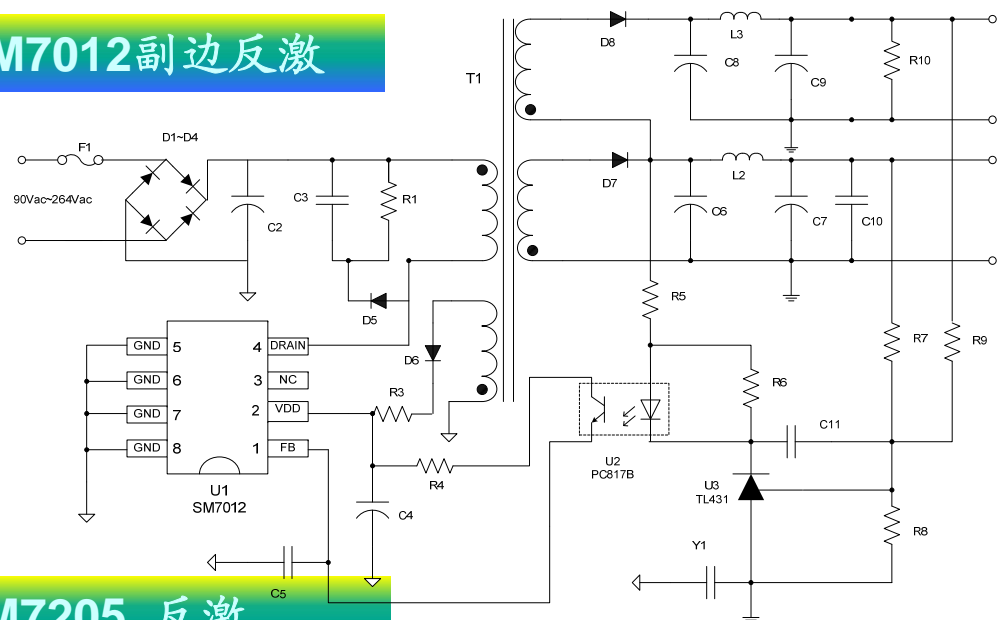 M7012副边反激
D8
L3
T1
C8
C9
R10
F1
D1~D4
D7
L2
90Vac~264Vac
C2
C3
R1
C6
C7
C10
D5
R5
GND 5
4 DRAIN
GND 6
3 NC
GND 7
2 VDD
GND 8
1 FB
D6
R3
R7
R9
R6
C11
U1
SM7012
R4
U2
PC817B
U3
TL431
C4
R8
Y1
C5
M7205 反激